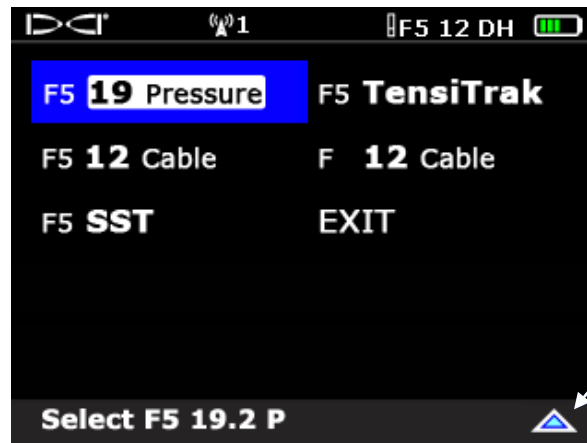 DCI 1 F5 12 DH
F5 19 Pressure F5 TensiTrak
F5 12 Cable F 12 Cable
F5 SST EXIT
Select F5 19.2 P